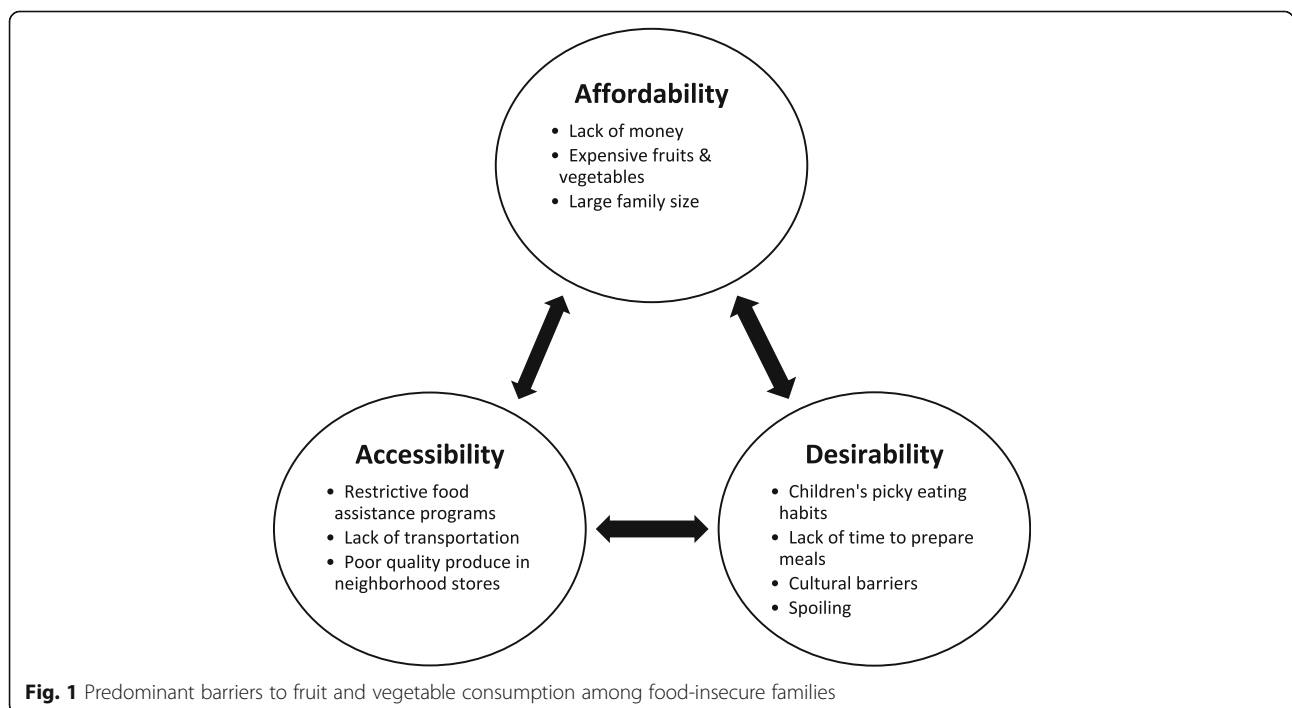 Affordability
• Lack of money
• Expensive fruits &
vegetables
• Large family size
Accessibility
• Restrictive food
assistance programs
• Lack of transportation
• Poor quality produce in
neighborhood stores
Desirability
• Children's picky eating
habits
• Lack of time to prepare
meals
• Cultural barriers
• Spoiling
Fig. 1 Predominant barriers to fruit and vegetable consumption among food-insecure families